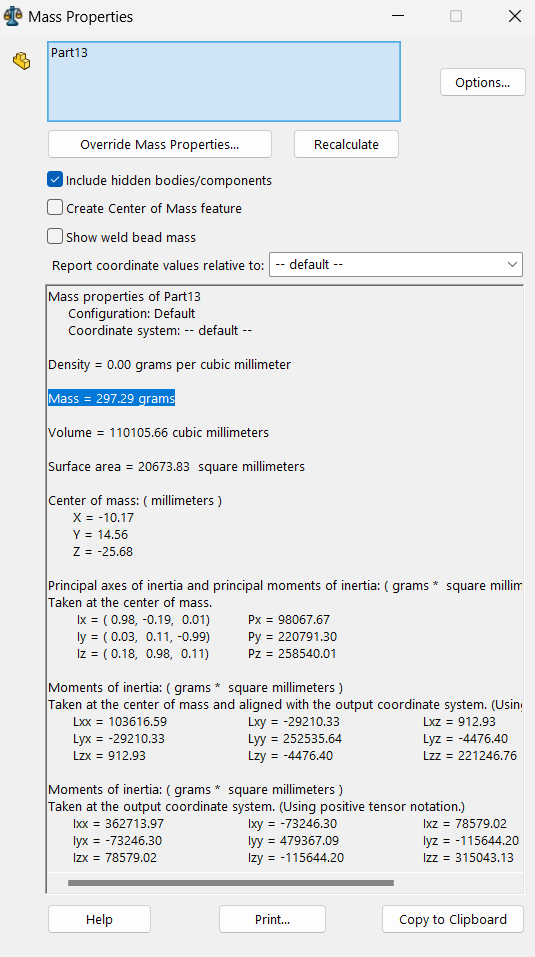 Mass Properties
Part13
Options...
Override Mass Properties...
Recalculate
Include hidden bodies/components
Create Center of Mass feature
Show weld bead mass
Report coordinate values relative to: -- default --
Mass properties of Part13
Configuration: Default
Coordinate system: -- default --
Density = 0.00 grams per cubic millimeter
Mass = 297.29 grams
Volume = 110105.66 cubic millimeters
Surface area = 20673.83 square millimeters
Center of mass: ( millimeters )
X = -10.17
Y = 14.56
Z = -25.68
Principal axes of inertia and principal moments of inertia: ( grams * square millim
Taken at the center of mass.
Ix = ( 0.98, -0.19, 0.01) Px = 98067.67
Iy = ( 0.03, 0.11, -0.99) Py = 220791.30
Iz = ( 0.18, 0.98, 0.11) Pz = 258540.01
Moments of inertia: ( grams * square millimeters )
Taken at the center of mass and aligned with the output coordinate system. (Using
Lxx = 103616.59 Lxy = -29210.33 Lxz = 912.93
Lyx = -29210.33 Lyy = 252535.64 Lyz = -4476.40
Lzx = 912.93 Lzy = -4476.40 Lzz = 221246.76
Moments of inertia: ( grams * square millimeters )
Taken at the output coordinate system. (Using positive tensor notation.)
Ixx = 362713.97 Ixy = -73246.30 Ixz = 78579.02
Iyx = -73246.30 Iyy = 479367.09 Iyz = -115644.20
Izx = 78579.02 Izy = -115644.20 Izz = 315043.13
Help
Print...
Copy to Clipboard